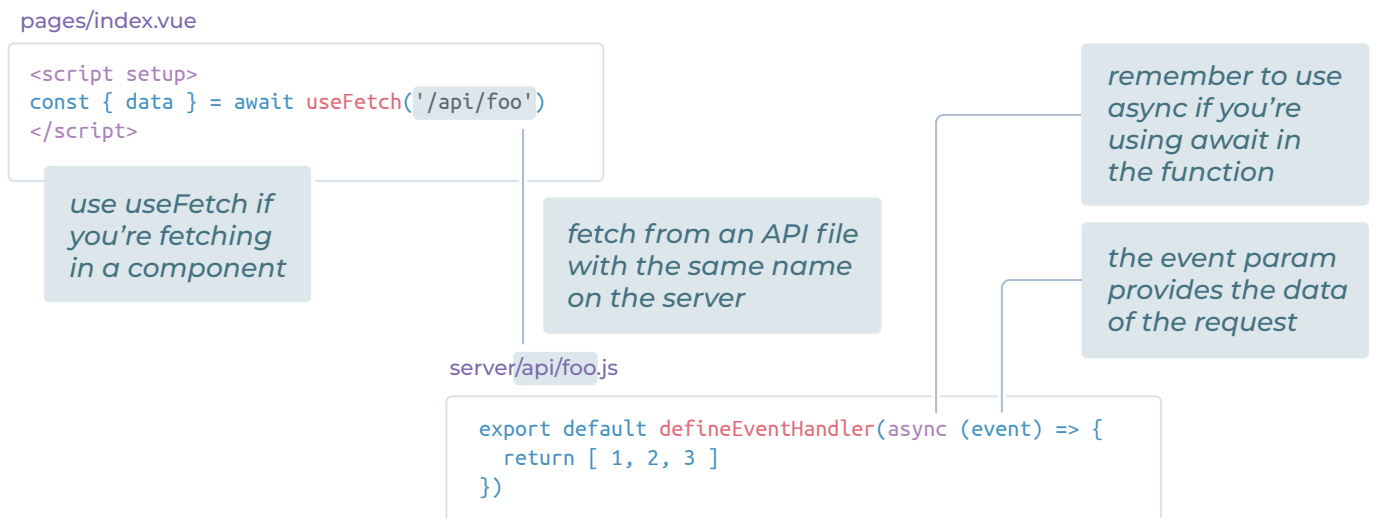 pages/index.vue
<script setup>
const { data } = await useFetch('/api/foo')
</script>
use useFetch if
you’re fetching
in a component
fetch from an API file
with the same name
on the server
remember to use
async if you’re
using await in
the function
the event param
provides the data
of the request
server/api/foo.js
export default defineEventHandler(async (event) => {
  return [ 1, 2, 3 ]
})